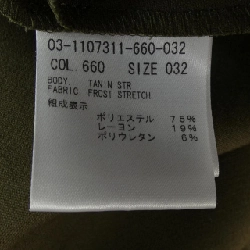 03-1107311-660-032
COL. 660 SIZE 032
BODY TAN'N STR
FABRIC FROST STRETCH
組成表示
ポリエステル 75%
レーヨン 19%
ポリウレタン 6%